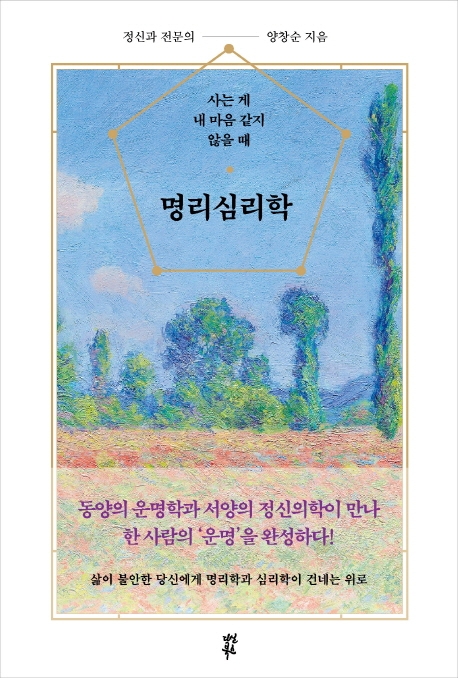 정신과 전문의 양창순 지음
사는 게
내 마음 같지
않을 때
명리심리학
동양의 운명학과 서양의 정신의학이 만나
한 사람의 ‘운명’을 완성하다!
삶이 불안한 당신에게 명리학과 심리학이 건네는 위로
다산
북스